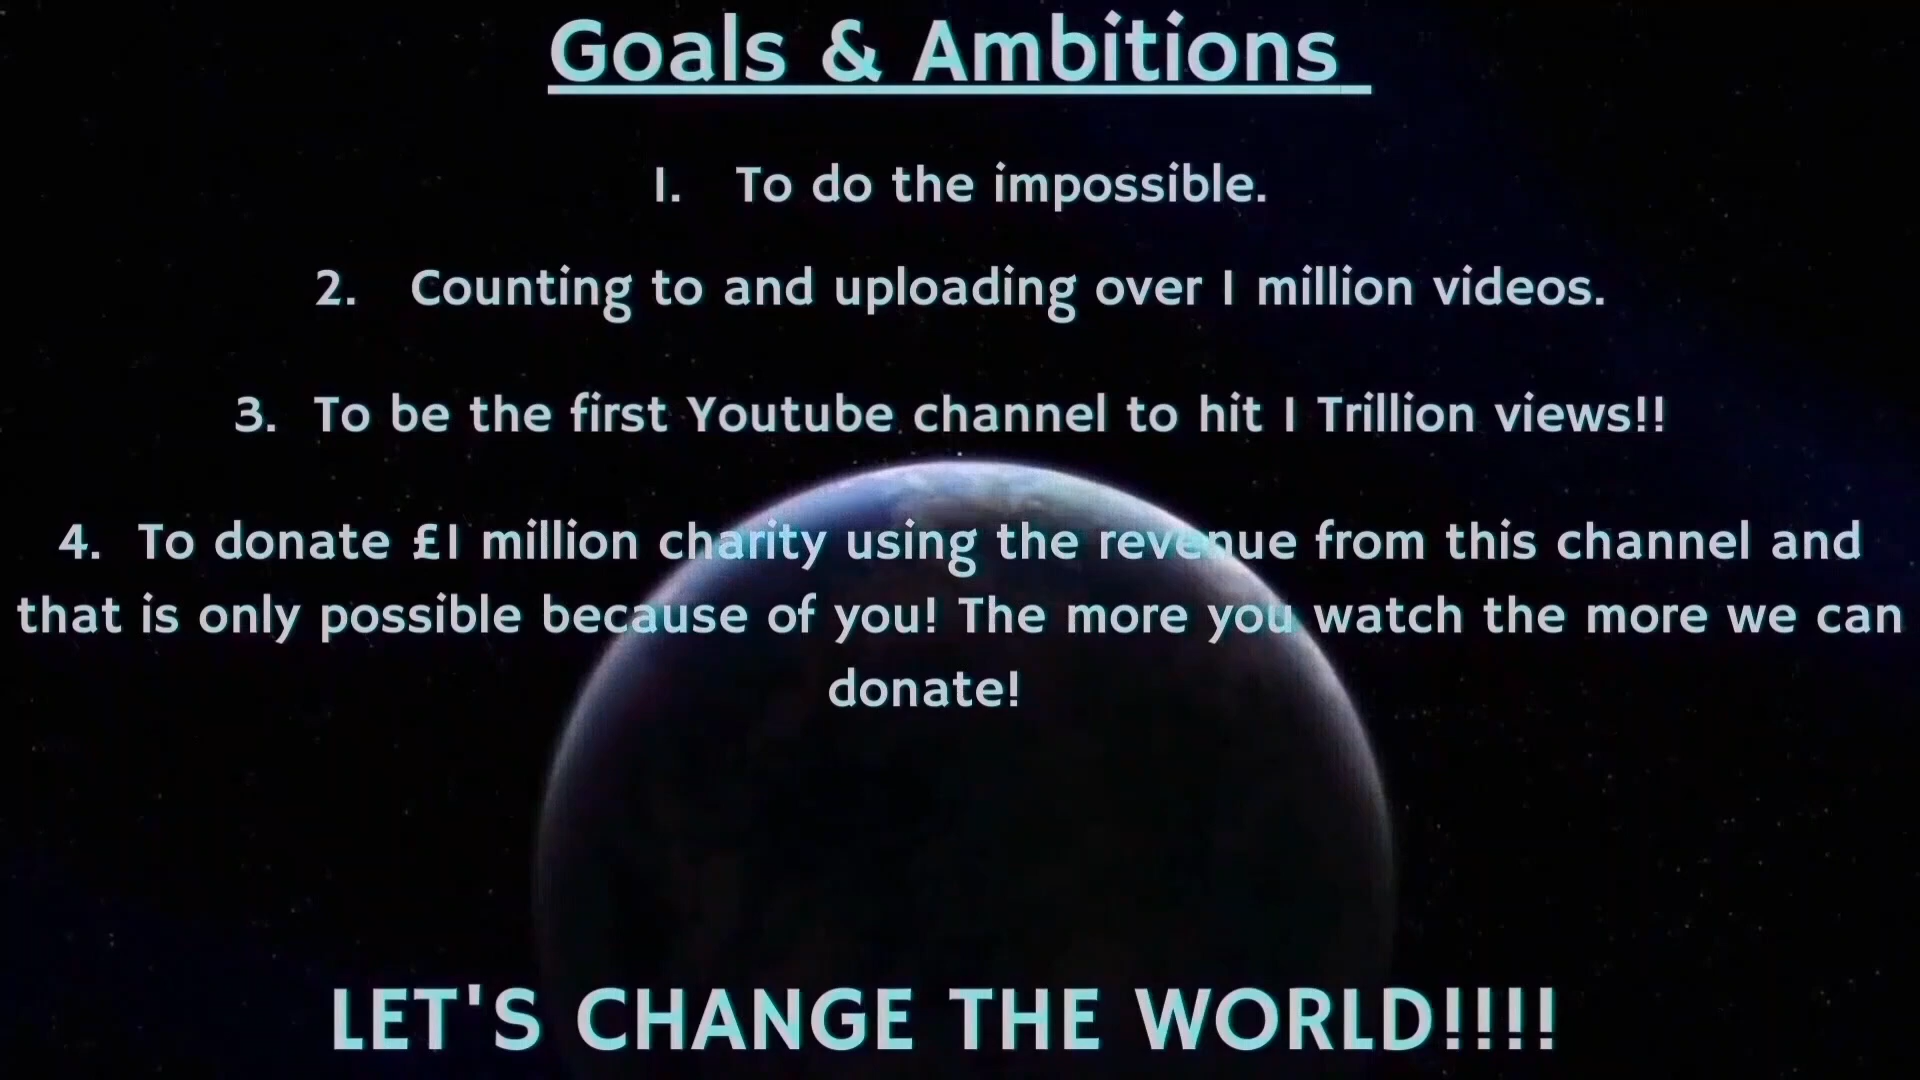 Goals & Ambitions
1. To do the impossible.
2. Counting to and uploading over 1 million videos.
3. To be the first Youtube channel to hit 1 Trillion views!!
4. To donate £1 million charity using the revenue from this channel and
that is only possible because of you! The more you watch the more we can
donate!
LET'S CHANGE THE WORLD!!!!